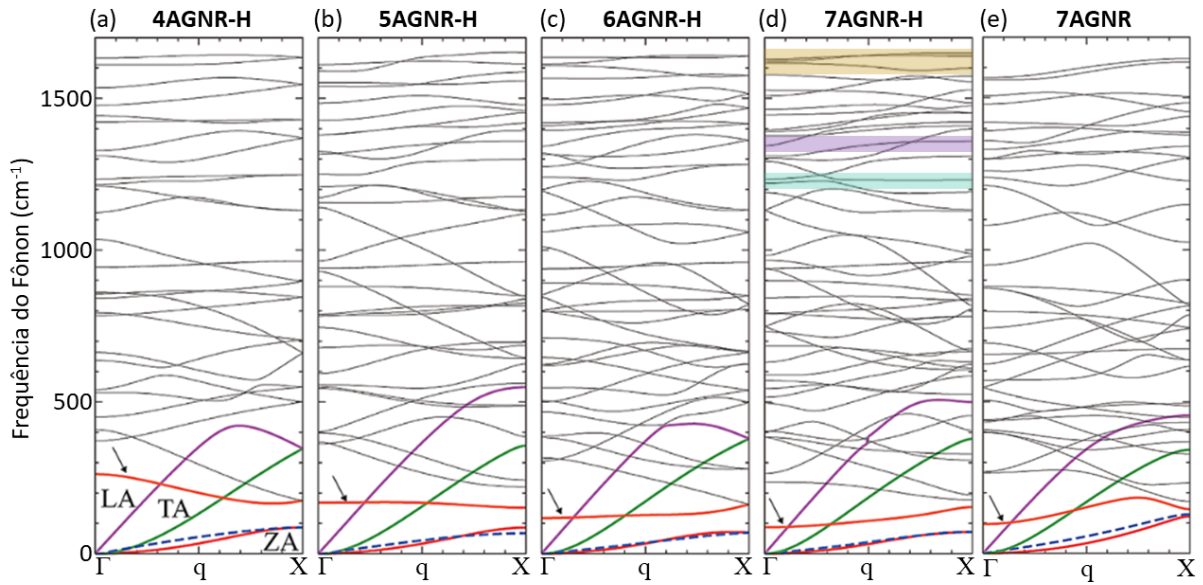 (a) 4AGNR-H (b) 5AGNR-H (c) 6AGNR-H (d) 7AGNR-H (e) 7AGNR
Frequência do Fônon (cm⁻¹)
1500
1000
500
0
LA
TA
ZA
Γ q X Γ q X Γ q X Γ q X Γ q X